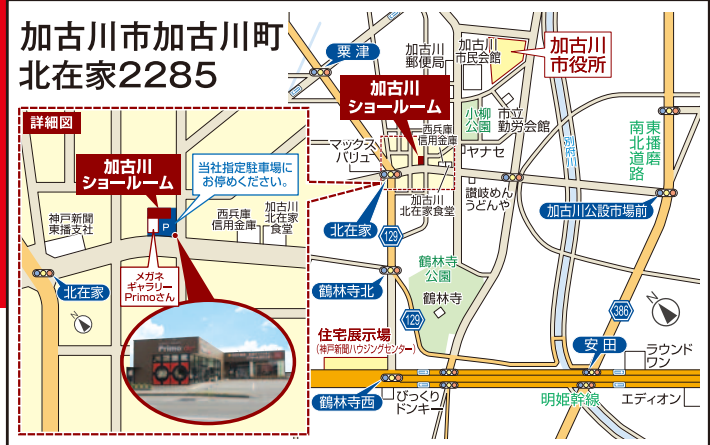 加古川市加古川町
北在家2285
詳細図
加古川
ショールーム
当社指定駐車場に
お停めください。
神戸新聞
東播支社
西兵庫
信用金庫
加古川
北在家
食堂
P
北在家
メガネ
ギャラリー
Primoさん
N
Primo
粟津
加古川
郵便局
加古川
市民会館
加古川
市役所
加古川
ショールーム
小柳
公園
市立
勤労会館
西兵庫
信用金庫
マックス
バリュ
ヤナセ
別府川
東播磨
南北道路
加古川
北在家食堂
讃岐めん
うどんや
加古川公設市場前
北在家
129
鶴林寺
公園
鶴林寺北
鶴林寺
129
386
N
住宅展示場
(神戸新聞ハウジングセンター)
安田
ラウンド
ワン
鶴林寺西
びっくり
ドンキー
明姫幹線
エディオン